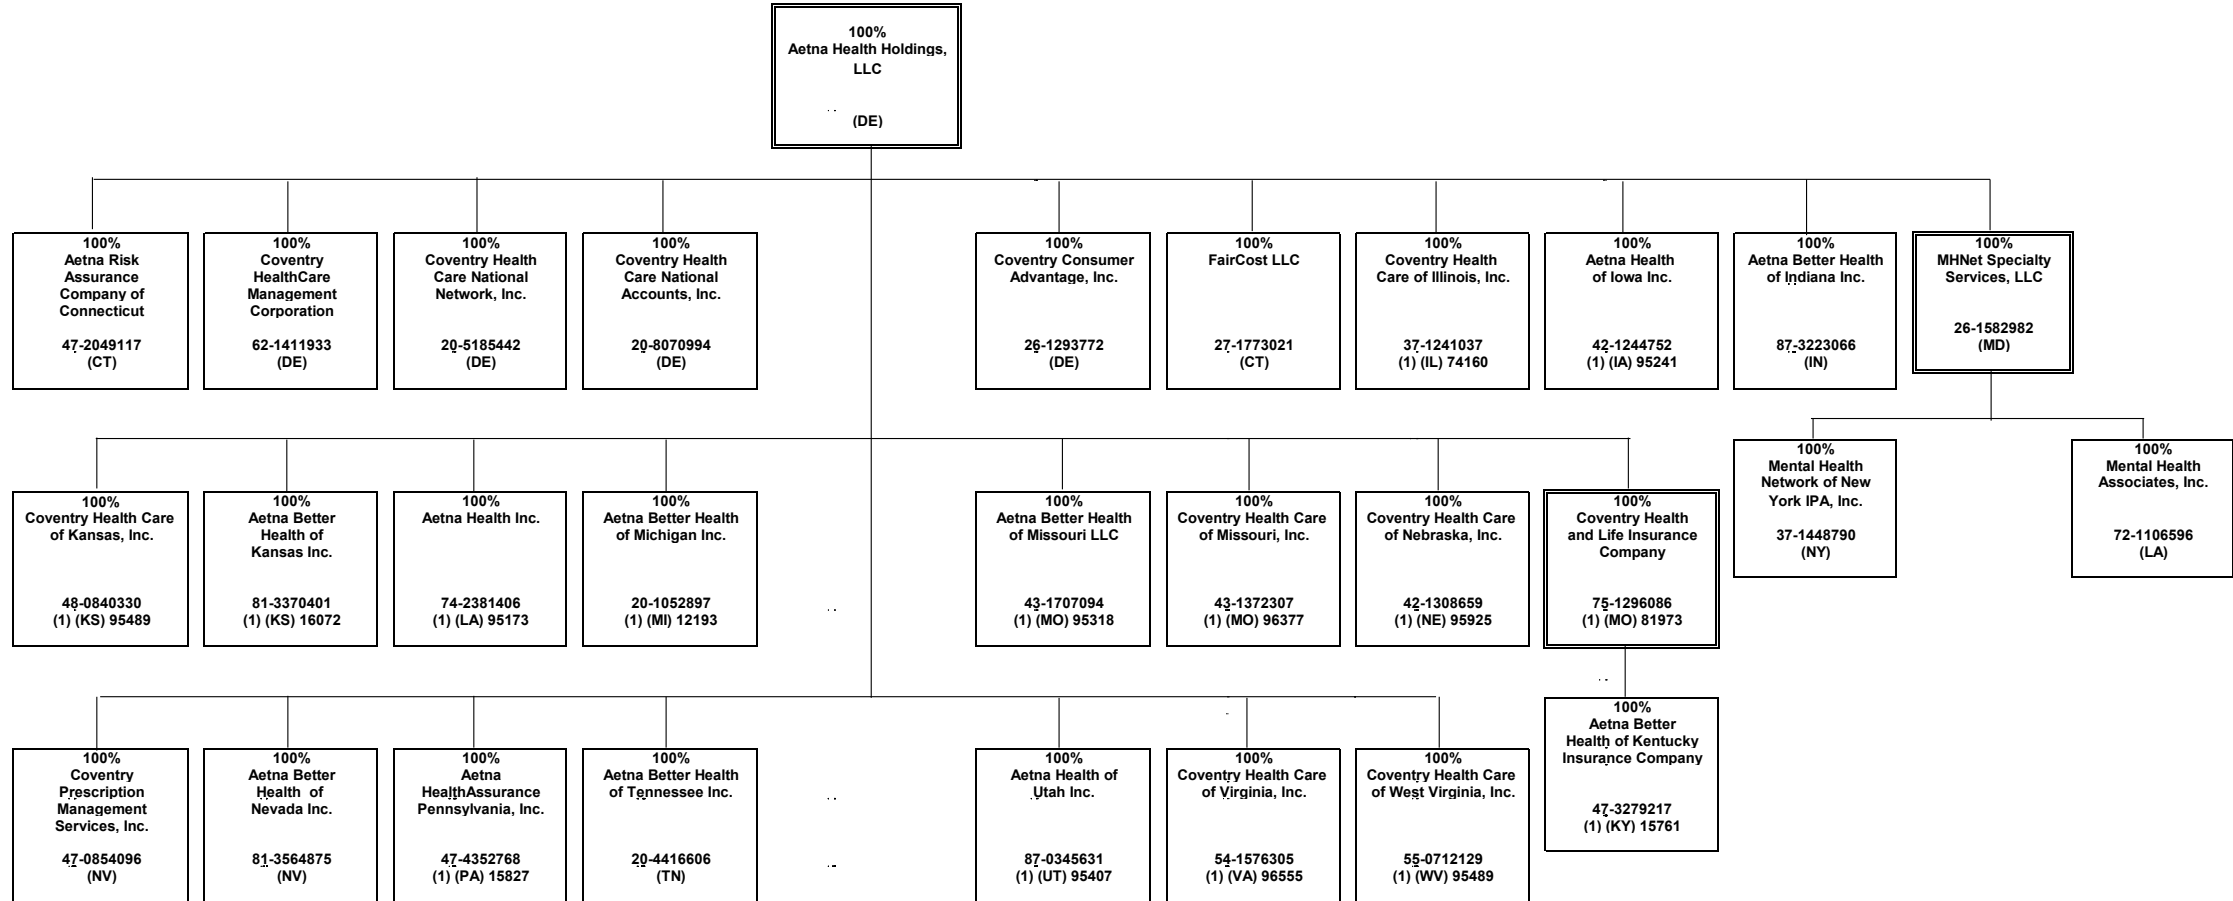 100%
Aetna Health Holdings,
LLC
(DE)
100%
Aetna Risk
Assurance
Company of
Connecticut
47-2049117
(CT)
100%
Coventry
HealthCare
Management
Corporation
62-1411933
(DE)
100%
Coventry Health
Care National
Network, Inc.
20-5185442
(DE)
100%
Coventry Health
Care National
Accounts, Inc.
20-8070994
(DE)
100%
Coventry Consumer
Advantage, Inc.
26-1293772
(DE)
100%
FairCost LLC
27-1773021
(CT)
100%
Coventry Health
Care of Illinois, Inc.
37-1241037
(1) (IL) 74160
100%
Aetna Health
of Iowa Inc.
42-1244752
(1) (IA) 95241
100%
Aetna Better Health
of Indiana Inc.
87-3223066
(IN)
100%
MHNet Specialty
Services, LLC
26-1582982
(MD)
100%
Mental Health
Network of New
York IPA, Inc.
37-1448790
(NY)
100%
Mental Health
Associates, Inc.
72-1106596
(LA)
100%
Coventry Health Care
of Kansas, Inc.
48-0840330
(1) (KS) 95489
100%
Aetna Better
Health of
Kansas Inc.
81-3370401
(1) (KS) 16072
100%
Aetna Health Inc.
74-2381406
(1) (LA) 95173
100%
Aetna Better Health
of Michigan Inc.
20-1052897
(1) (MI) 12193
100%
Aetna Better Health
of Missouri LLC
43-1707094
(1) (MO) 95318
100%
Coventry Health Care
of Missouri, Inc.
43-1372307
(1) (MO) 96377
100%
Coventry Health Care
of Nebraska, Inc.
42-1308659
(1) (NE) 95925
100%
Coventry Health
and Life Insurance
Company
75-1296086
(1) (MO) 81973
100%
Aetna Better
Health of Kentucky
Insurance Company
47-3279217
(1) (KY) 15761
100%
Coventry
Prescription
Management
Services, Inc.
47-0854096
(NV)
100%
Aetna Better
Health of
Nevada Inc.
81-3564875
(NV)
100%
Aetna
HealthAssurance
Pennsylvania, Inc.
47-4352768
(1) (PA) 15827
100%
Aetna Better Health
of Tennessee Inc.
20-4416606
(TN)
100%
Aetna Health of
Utah Inc.
87-0345631
(1) (UT) 95407
100%
Coventry Health Care
of Virginia, Inc.
54-1576305
(1) (VA) 96555
100%
Coventry Health Care
of West Virginia, Inc.
55-0712129
(1) (WV) 95489